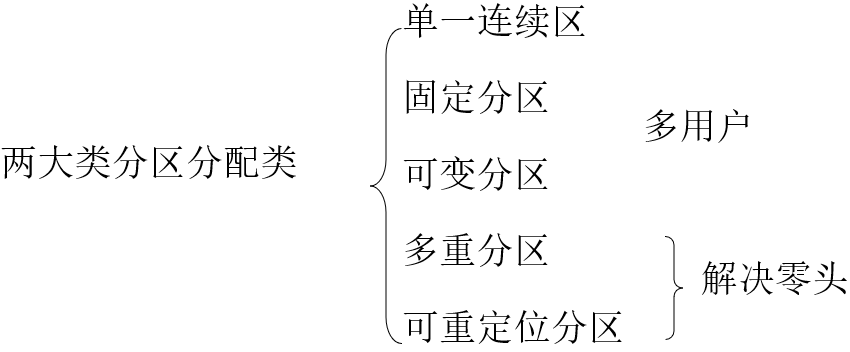 单一连续区
固定分区
多用户
两大类分区分配类
可变分区
多重分区
解决零头
可重定位分区